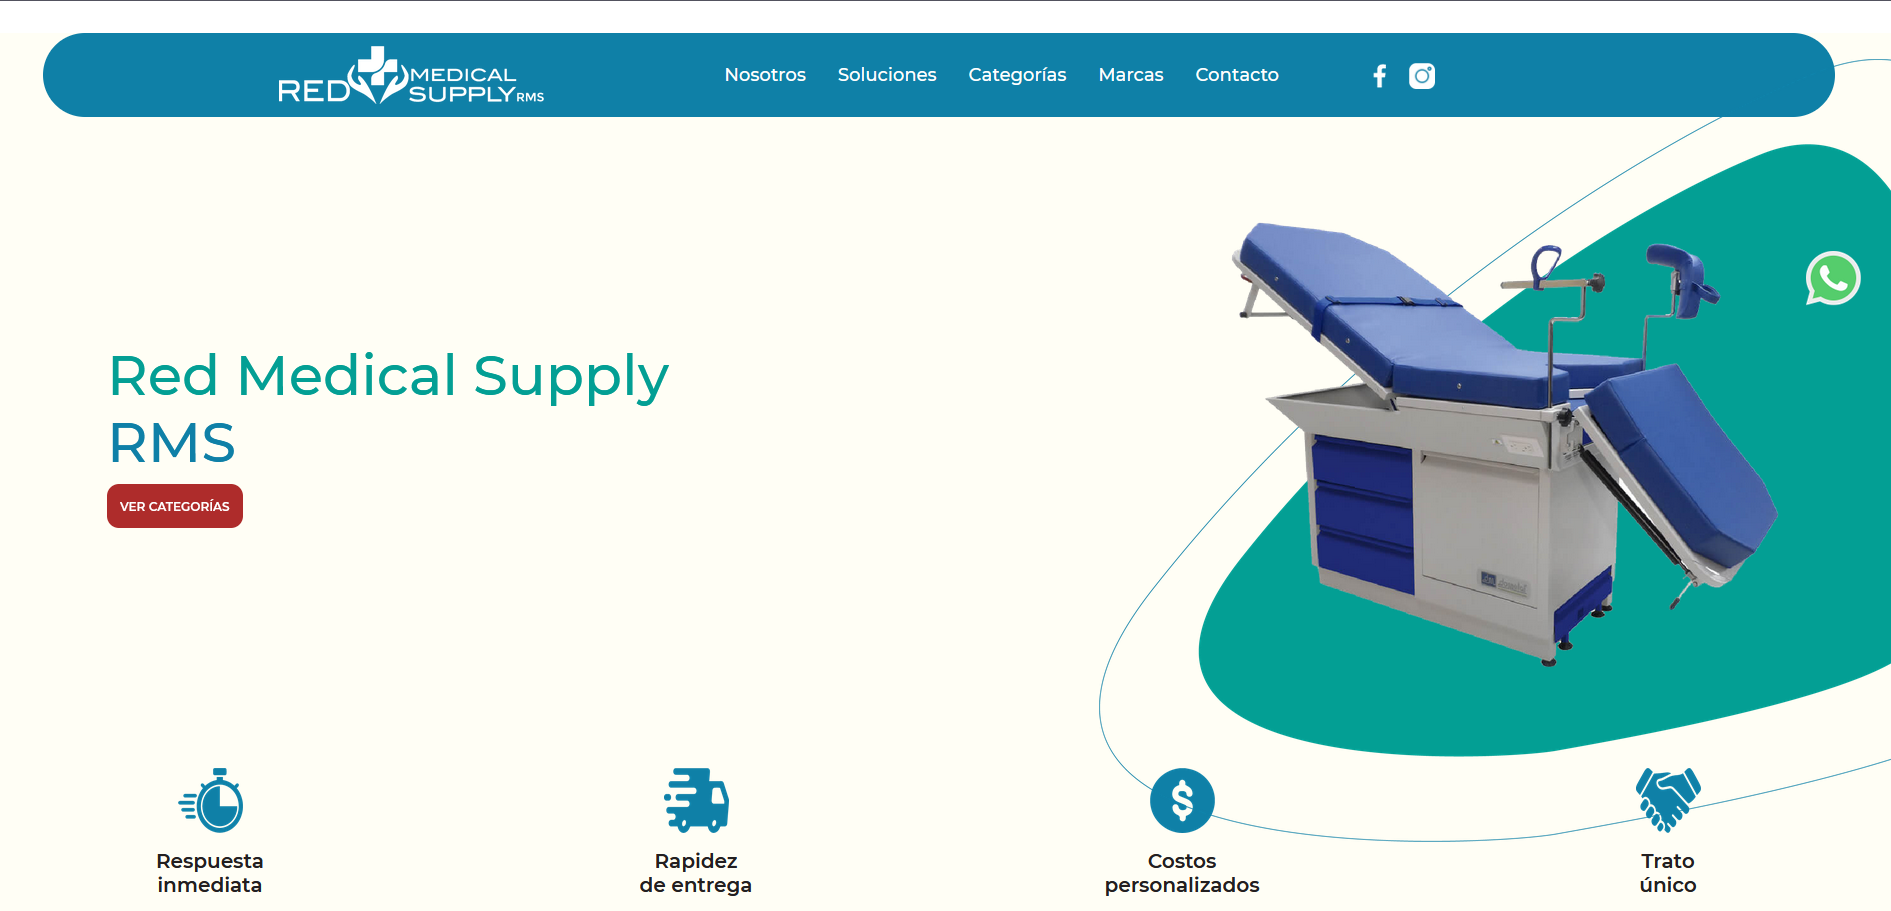 RED MEDICAL
SUPPLY RMS
Nosotros Soluciones Categorías Marcas Contacto
Red Medical Supply
RMS
VER CATEGORÍAS
Respuesta
inmediata
Rapidez
de entrega
Costos
personalizados
Trato
único